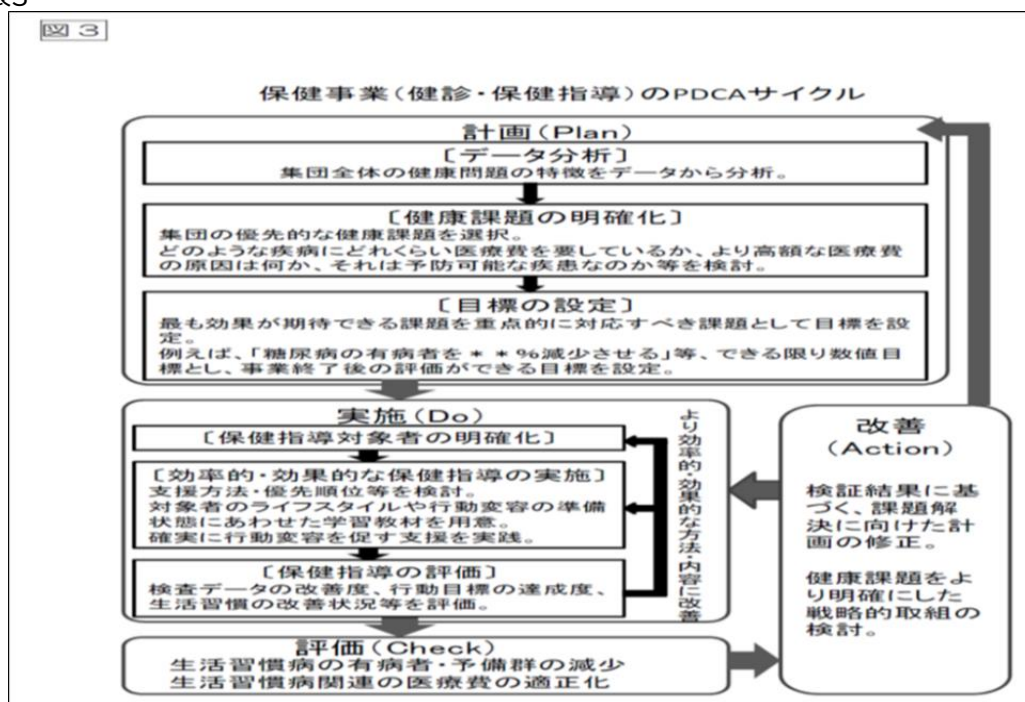 図3
保健事業(健診・保健指導)のPDCAサイクル
計画(Plan)
[データ分析]
集団全体の健康問題の特徴をデータから分析。
[健康課題の明確化]
集団の優先的な健康課題を選択。
どのような疾病にどれくらい医療費を要しているか、より高額な医療費
の原因は何か、それは予防可能な疾患なのか等を検討。
[目標の設定]
最も効果が期待できる課題を重点的に対応すべき課題として目標を設
定。
例えば、「糖尿病の有病者を**%減少させる」等、できる限り数値目
標とし、事業終了後の評価ができる目標を設定。
実施(Do)
[保健指導対象者の明確化]
[効率的・効果的な保健指導の実施]
支援方法・優先順位等を検討。
対象者のライフスタイルや行動変容の準備
状態にあわせた学習教材を用意。
確実に行動変容を促す支援を実践。
[保健指導の評価]
検査データの改善度、行動目標の達成度、
生活習慣の改善状況等を評価。
より効率的・効果的な方法・内容に改善
評価(Check)
生活習慣病の有病者・予備群の減少
生活習慣病関連の医療費の適正化
改善
(Action)
検証結果に基
づく、課題解
決に向けた計
画の修正。
健康課題をよ
り明確にした
戦略的取組の
検討。